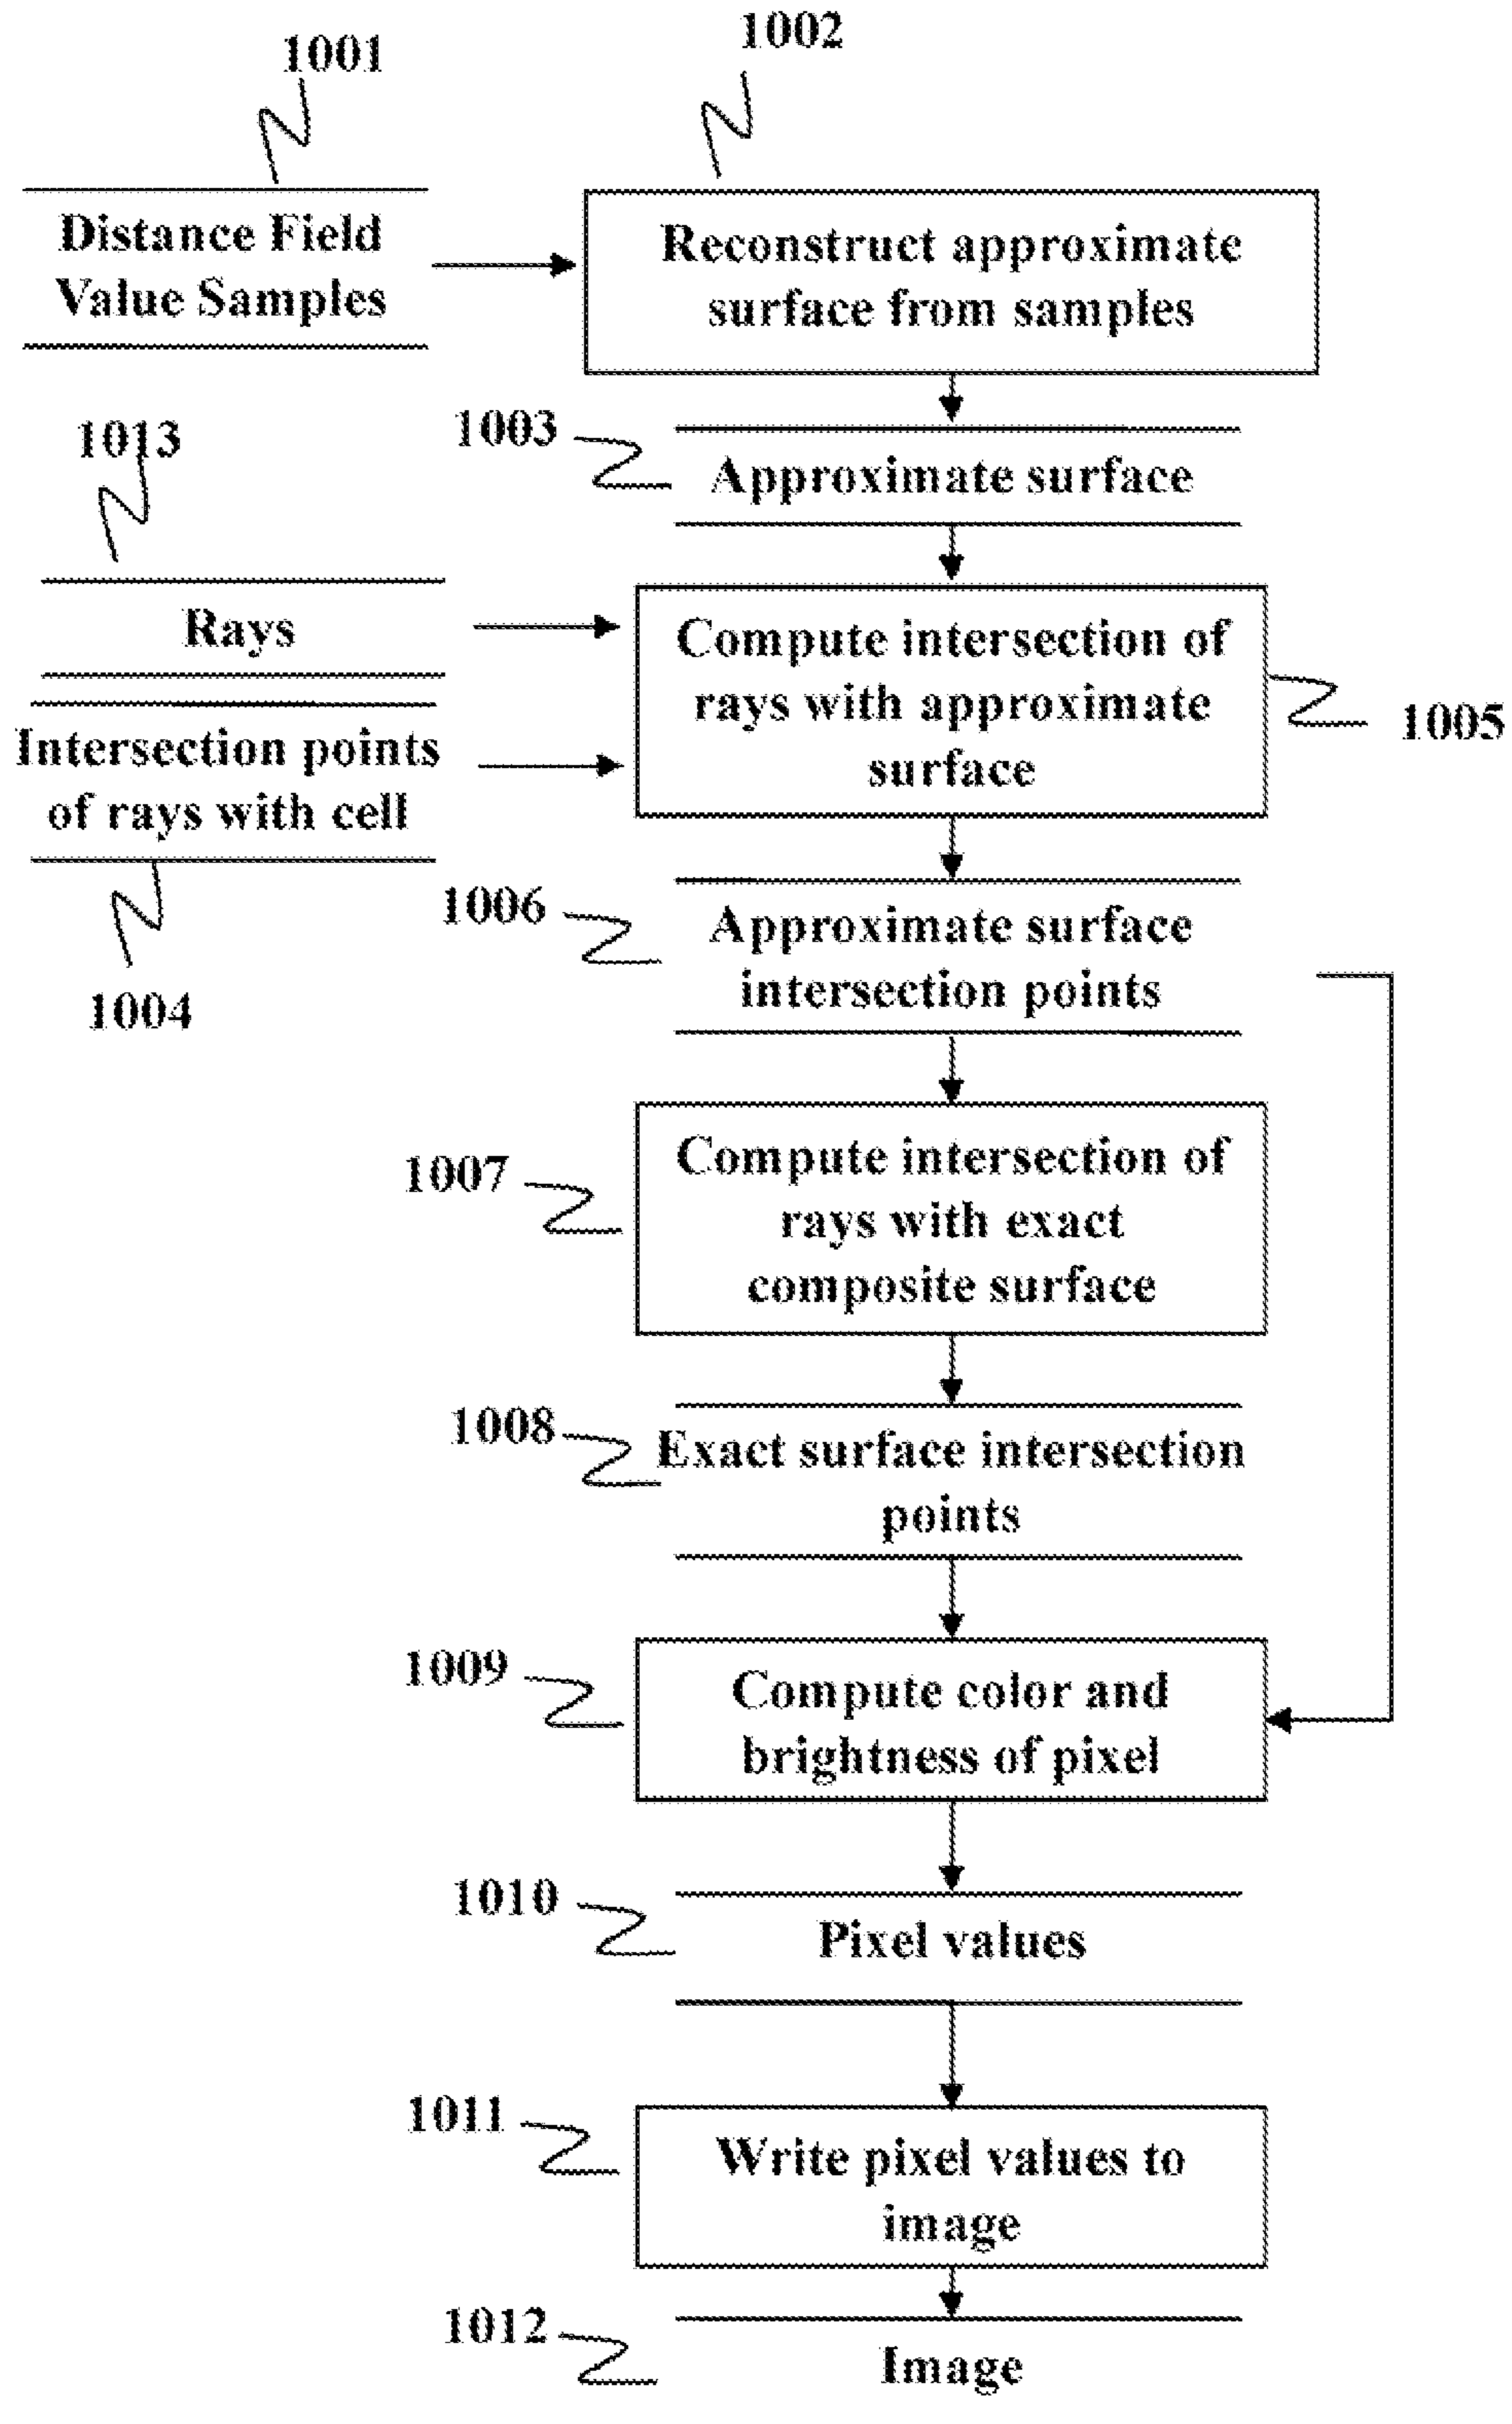 1001
1002
Distance Field
Value Samples
Reconstruct approximate
surface from samples
1003
Approximate surface
1013
Rays
Intersection points
of rays with cell
1004
Compute intersection of
rays with approximate
surface
1005
1006
Approximate surface
intersection points
1007
Compute intersection of
rays with exact
composite surface
1008
Exact surface intersection
points
1009
Compute color and
brightness of pixel
1010
Pixel values
1011
Write pixel values to
image
1012
Image